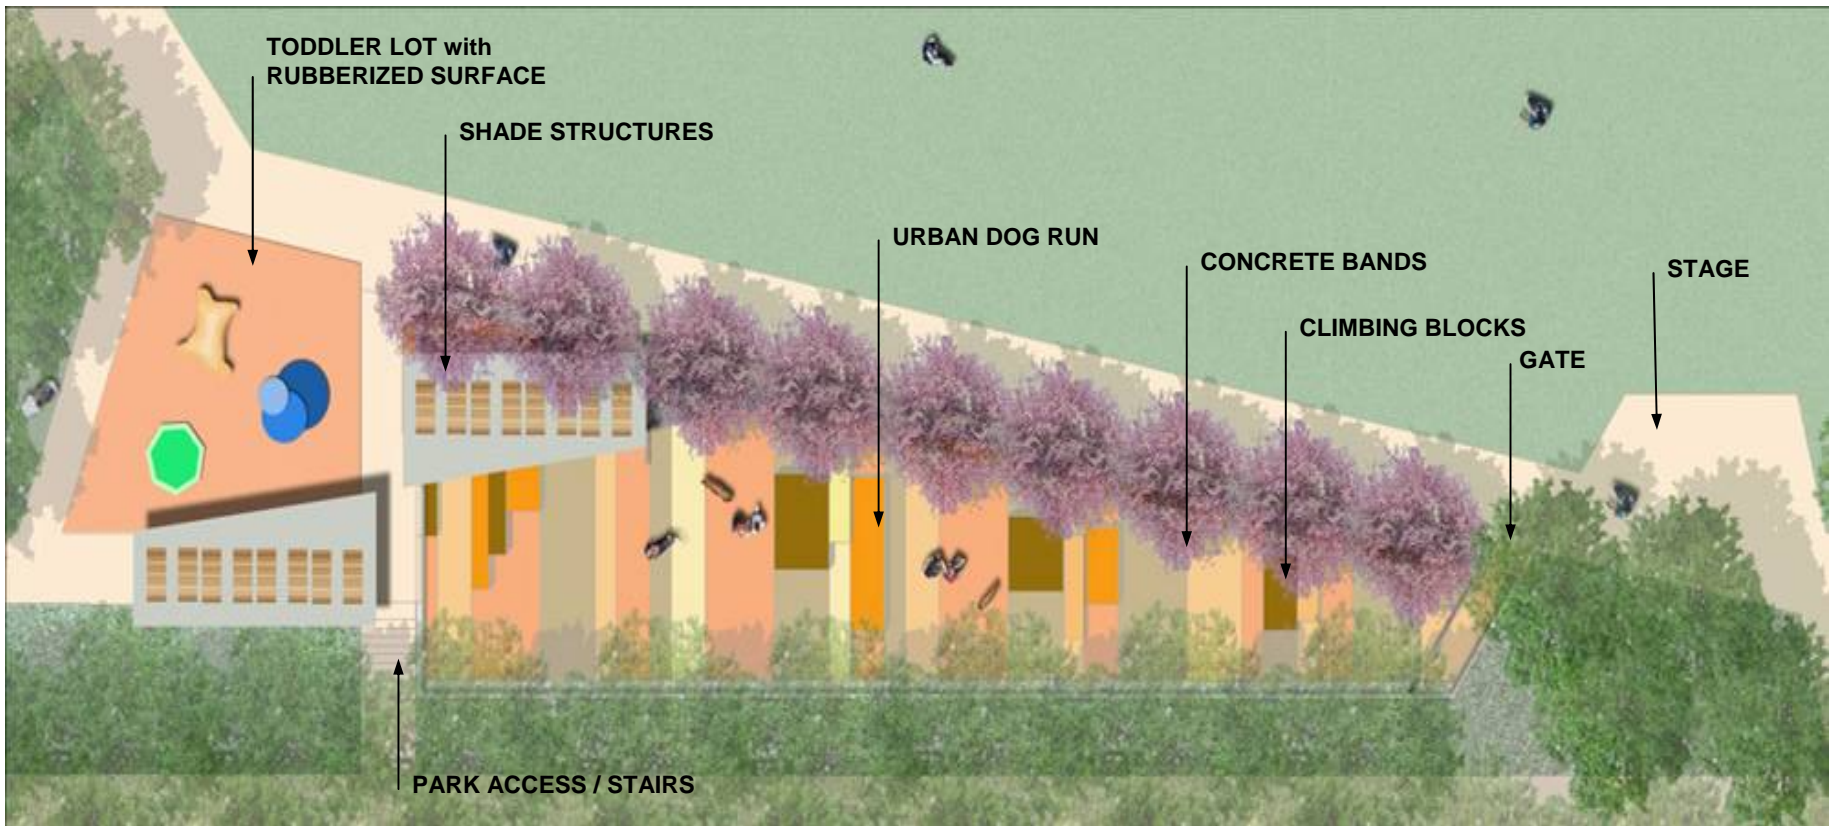 TODDLER LOT with
RUBBERIZED SURFACE
SHADE STRUCTURES
URBAN DOG RUN
CONCRETE BANDS
STAGE
CLIMBING BLOCKS
GATE
PARK ACCESS / STAIRS